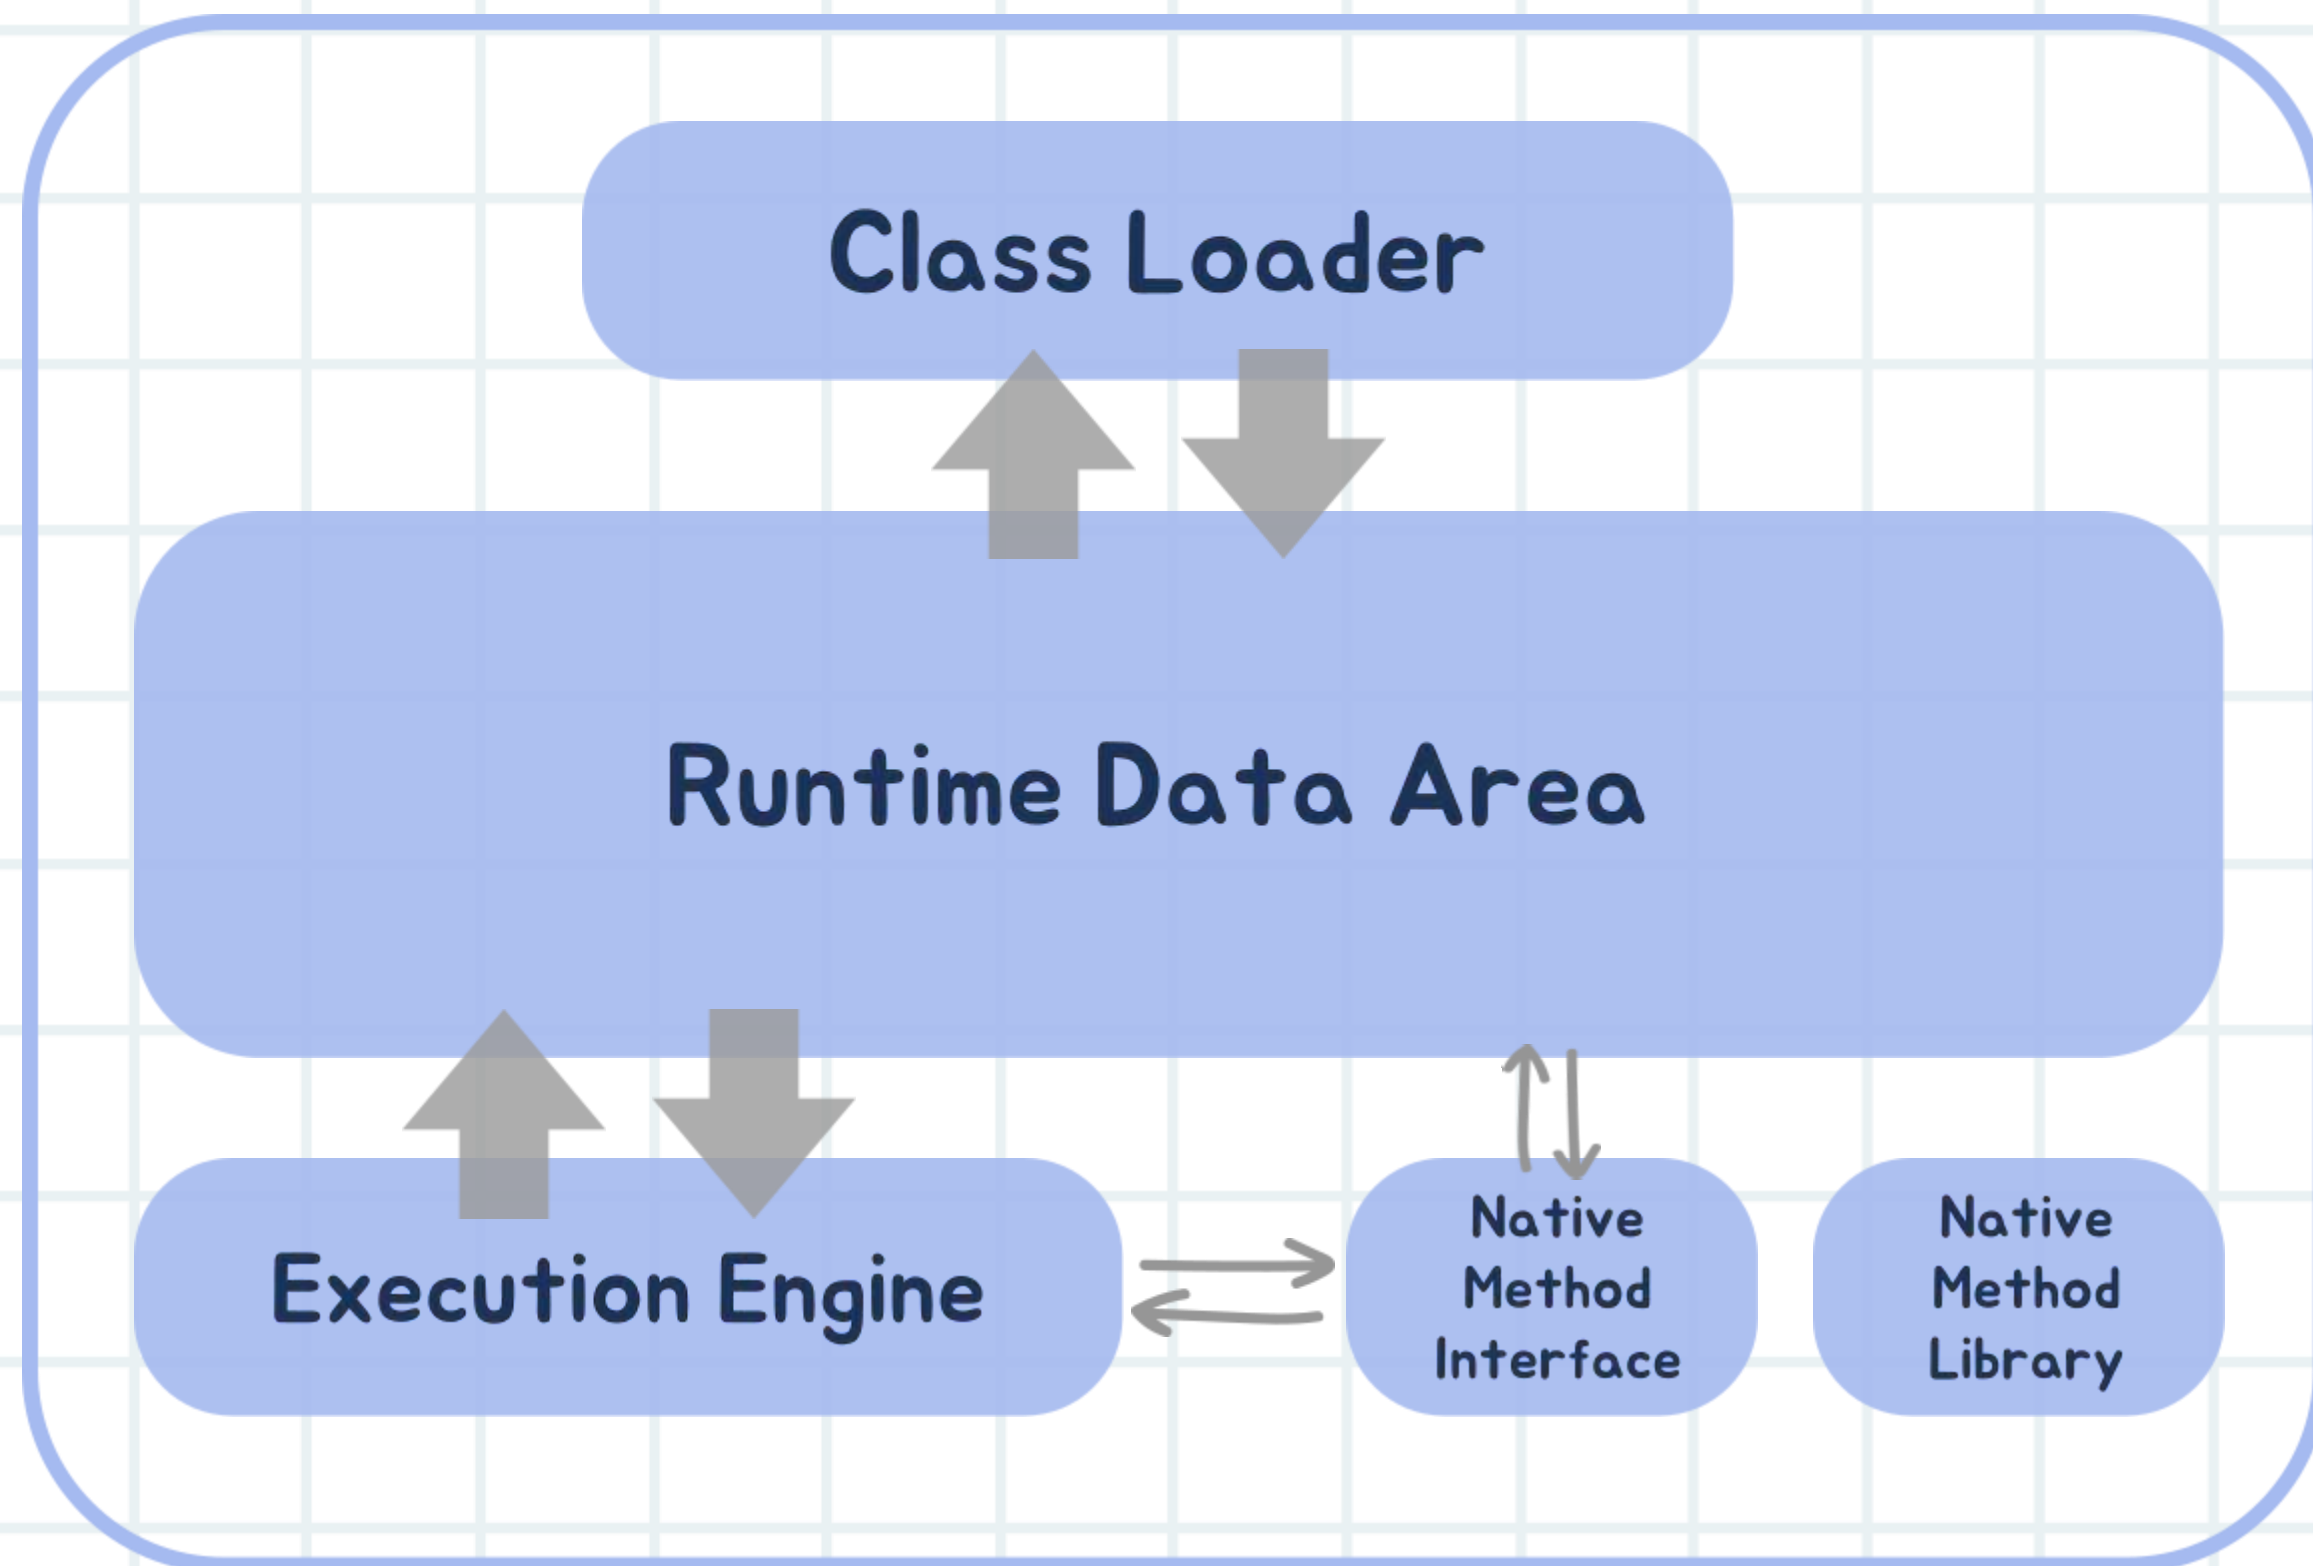 Class Loader
Runtime Data Area
Execution Engine
Native
Method
Interface
Native
Method
Library